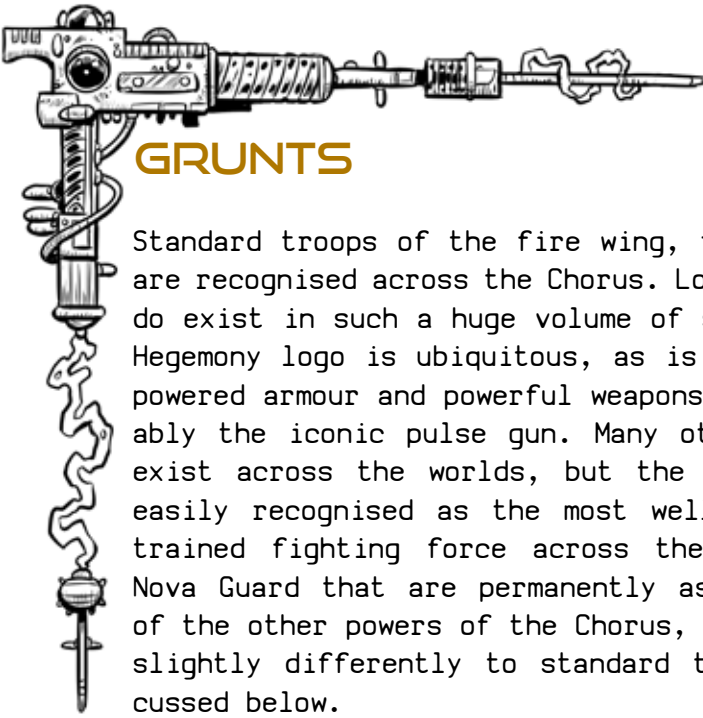 GRUNTS
Standard troops of the fire wing,
are recognised across the Chorus.
do exist in such a huge volume of
Hegemony logo is ubiquitous, as is
powered armour and powerful weapons
ably the iconic pulse gun. Many
exist across the worlds, but the
easily recognised as the most
trained fighting force across the
Nova Guard that are permanently
of the other powers of the Chorus,
slightly differently to standard
cussed below.